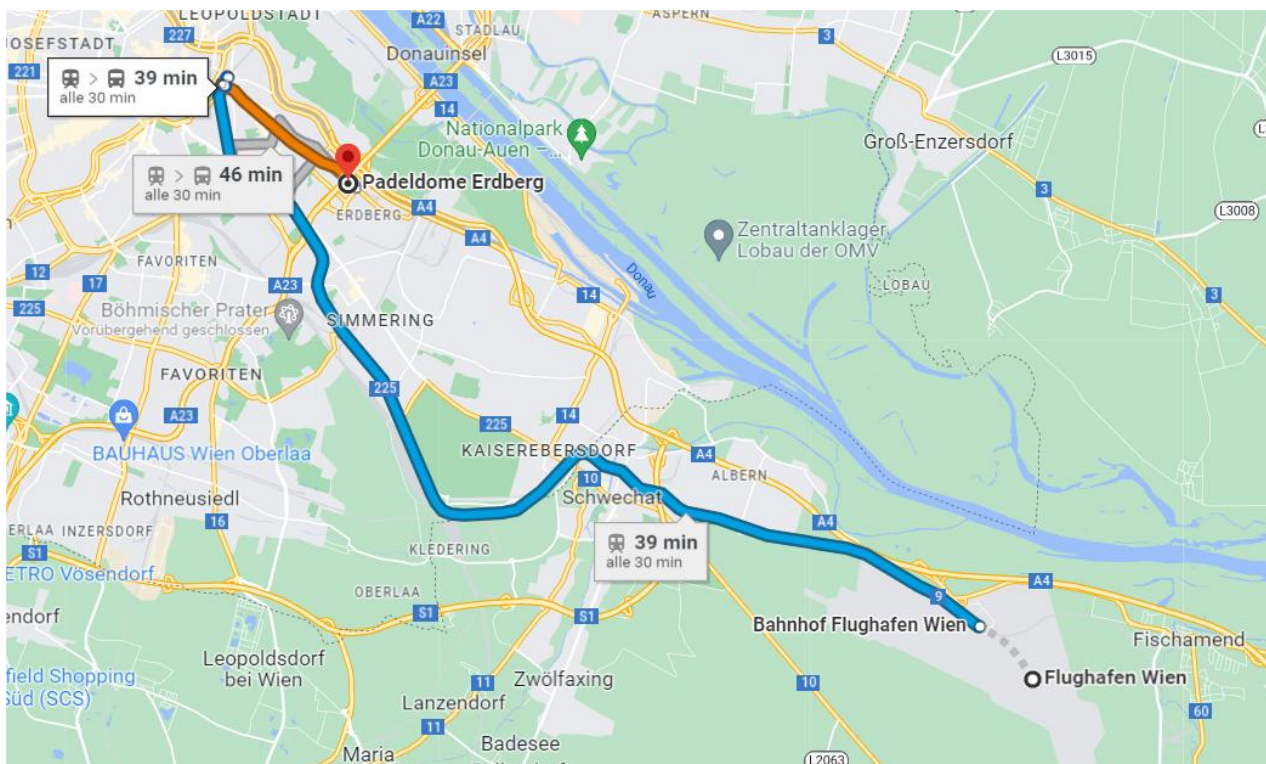 LEOPOLDSTADT
A22
ASPERN
JOSEFSTADT
227
STADLAU
3
Donauinsel
L3015
221
39 min
alle 30 min
A23
14
Nationalpark
Donau-Auen – ...
Groß-Enzersdorf
46 min
alle 30 min
Padeldome Erdberg
3
ERDBERG
A4
L3008
Zentraltanklager
Lobau der OMV
A4
FAVORITEN
12
17
A23
Donau
14
LOBAU
3
225
Böhmischer Prater
Vorübergehend geschlossen
SIMMERING
FAVORITEN
225
A23
14
225
BAUHAUS Wien Oberlaa
KAISEREBERSDORF
A4
10
ALBERN
Rothneusiedl
Schwechat
16
A4
ERLAA
INZERSDORF
39 min
alle 30 min
S1
KLEDERING
ETRO Vösendorf
A4
OBERLAA
9
S1
S1
endorf
Bahnhof Flughafen Wien
Fischamend
Leopoldsdorf
bei Wien
field Shopping
Süd (SCS)
Zwölfaxing
Flughafen Wien
11
10
Lanzendorf
60
11
Maria
Badesee
L2063